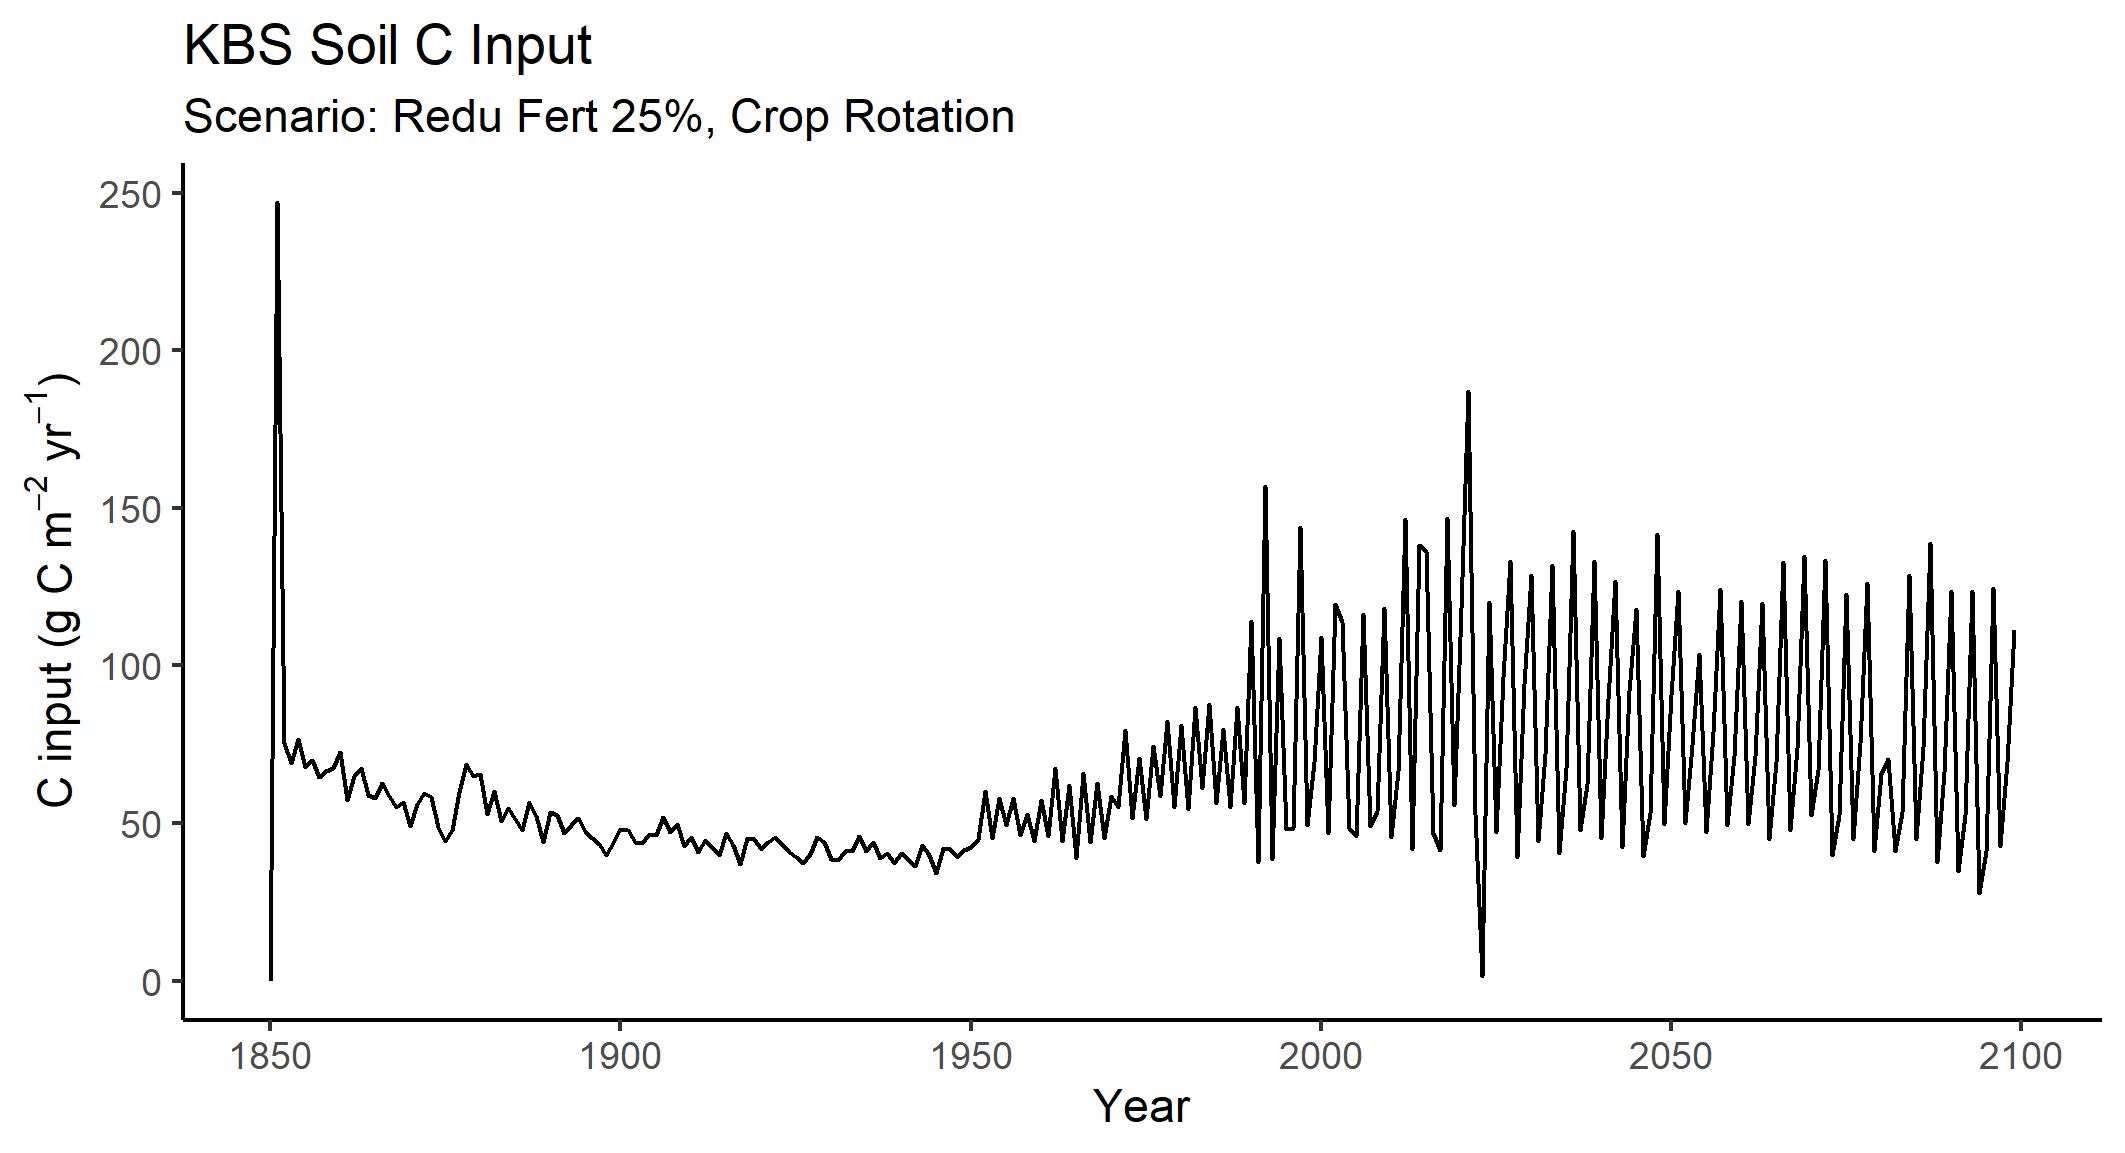 KBS Soil C Input
Scenario: Redu Fert 25%, Crop Rotation
C input (g C m⁻² yr⁻¹)
250
200
150
100
50
0
1850 1900 1950 2000 2050 2100
Year